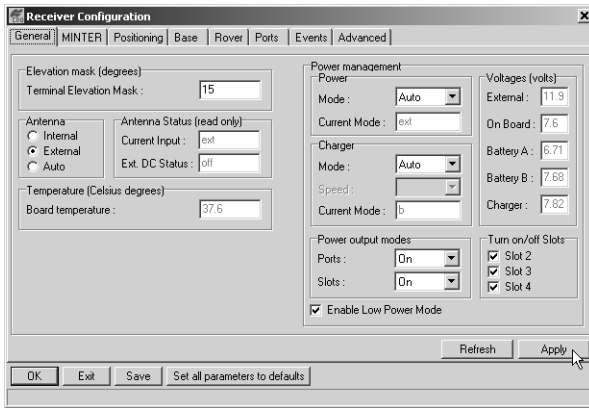 Receiver Configuration
General MINTER Positioning Base Rover Ports Events Advanced
Elevation mask (degrees)
Terminal Elevation Mask : 15
Antenna
Internal
External
Auto
Antenna Status (read only)
Current Input : ext
Ext. DC Status : off
Temperature (Celsius degrees)
Board temperature : 37.6
Power management
Power
Mode : Auto
Current Mode : ext
Charger
Mode : Auto
Speed :
Current Mode : b
Power output modes
Ports : On
Slots : On
Enable Low Power Mode
Voltages (volts)
External : 11.9
On Board : 7.6
Battery A : 6.71
Battery B : 7.68
Charger : 7.82
Turn on/off Slots
Slot 2
Slot 3
Slot 4
Refresh Apply
OK Exit Save Set all parameters to defaults